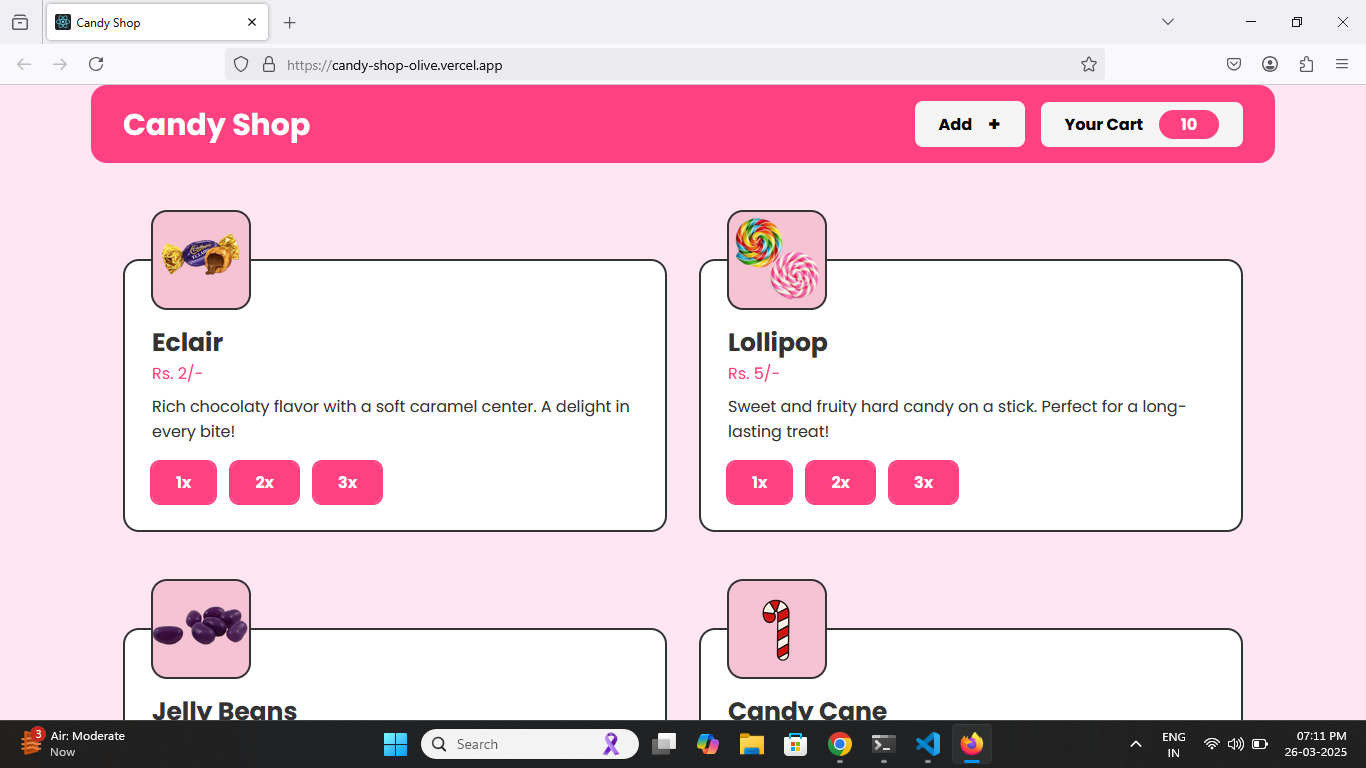 Candy Shop
https://candy-shop-olive.vercel.app
Candy Shop
Add +
Your Cart 10
Eclair
Rs. 2/-
Rich chocolaty flavor with a soft caramel center. A delight in
every bite!
1x 2x 3x
Lollipop
Rs. 5/-
Sweet and fruity hard candy on a stick. Perfect for a long-
lasting treat!
1x 2x 3x
Jelly Beans
Candy Cane
3
Air: Moderate
Now
Search
ENG
IN
07:11 PM
26-03-2025